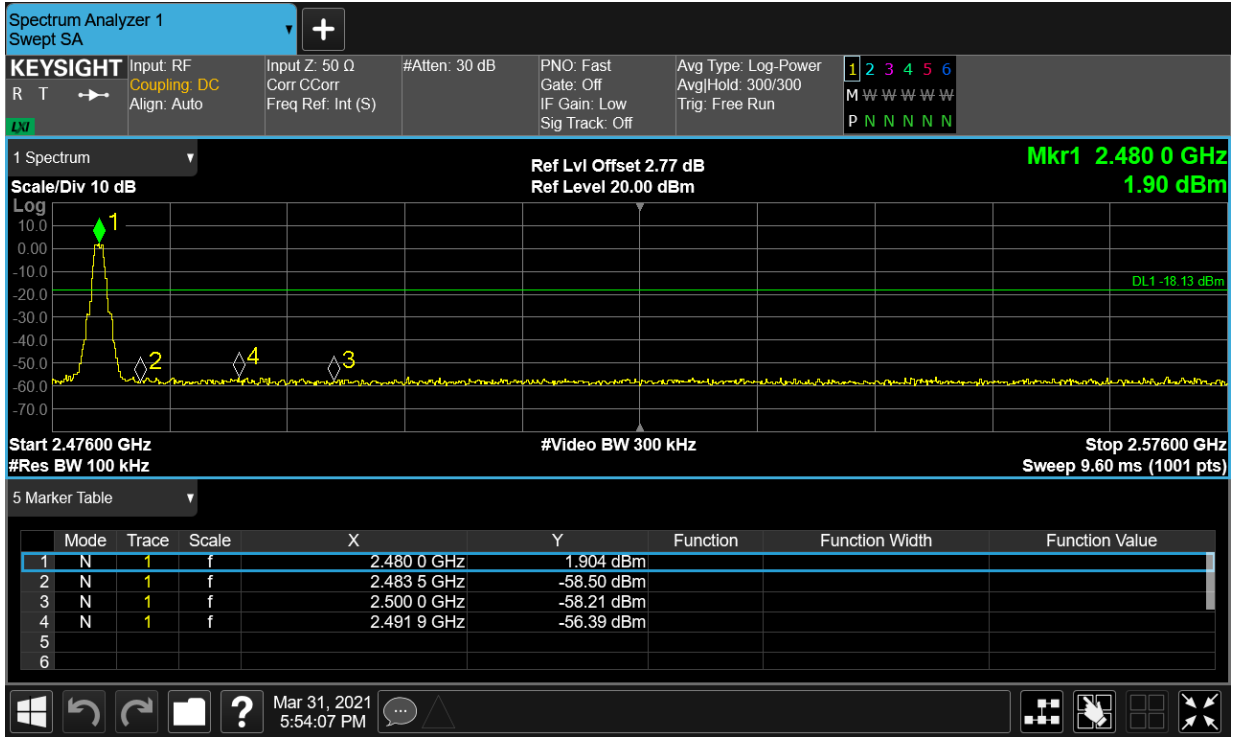 Spectrum Analyzer 1
Swept SA
KEYSIGHT Input: RF Input Z: 50 Ω #Atten: 30 dB PNO: Fast Avg Type: Log-Power 1 2 3 4 5 6
R T Coupling: DC Corr CCorr Gate: Off Avg|Hold: 300/300 M W W W W W
Align: Auto Freq Ref: Int (S) IF Gain: Low Trig: Free Run P N N N N N
LXI Sig Track: Off
1 Spectrum Ref Lvl Offset 2.77 dB Mkr1 2.480 0 GHz
Scale/Div 10 dB Ref Level 20.00 dBm 1.90 dBm
Log
10.0 1
0.00
-10.0 DL1 -18.13 dBm
-20.0
-30.0
-40.0
-50.0 2 4 3
-60.0
-70.0
Start 2.47600 GHz #Video BW 300 kHz Stop 2.57600 GHz
#Res BW 100 kHz Sweep 9.60 ms (1001 pts)
5 Marker Table
Mode Trace Scale X Y Function Function Width Function Value
1 N 1 f 2.480 0 GHz 1.904 dBm
2 N 1 f 2.483 5 GHz -58.50 dBm
3 N 1 f 2.500 0 GHz -58.21 dBm
4 N 1 f 2.491 9 GHz -56.39 dBm
5
6
? Mar 31, 2021
5:54:07 PM